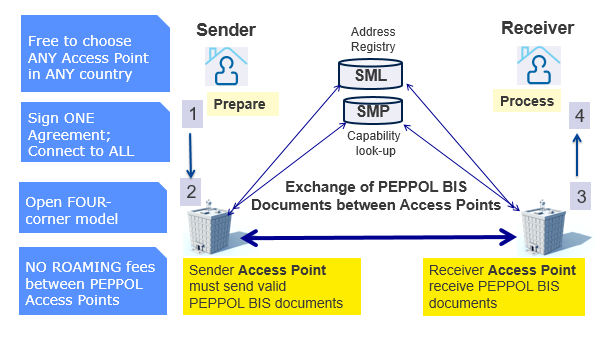 Free to choose
ANY Access Point
in ANY country
Sign ONE
Agreement;
Connect to ALL
Open FOUR-
corner model
NO ROAMING fees
between PEPPOL
Access Points
Sender
Prepare
1
2
Address
Registry
SML
SMP
Capability
look-up
Exchange of PEPPOL BIS
Documents between Access Points
Receiver
Process
4
3
Sender Access Point
must send valid
PEPPOL BIS documents
Receiver Access Point
receive PEPPOL BIS
documents